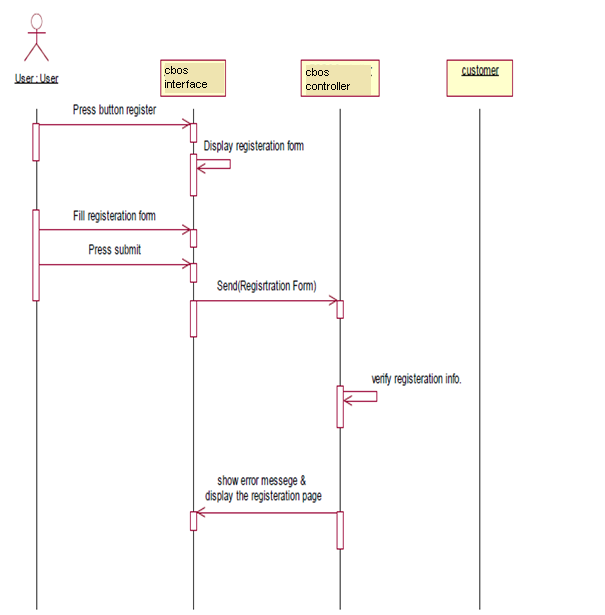 User : User
cbos
interface
cbos
controller
customer
Press button register
Display registeration form
Fill registeration form
Press submit
Send(Regisrtration Form)
verify registeration info.
show error messege &
display the registeration page